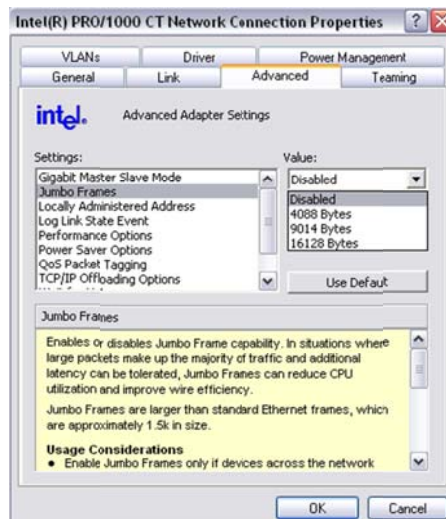 Intel(R) PRO/1000 CT Network Connection Properties
VLANs Driver Power Management
General Link Advanced Teaming
intel. Advanced Adapter Settings
Settings: Value:
Gigabit Master Slave Mode
Jumbo Frames
Locally Administered Address
Log Link State Event
Performance Options
Power Saver Options
QoS Packet Tagging
TCP/IP Offloading Options
Disabled
Disabled
4088 Bytes
9014 Bytes
16128 Bytes
Use Default
Jumbo Frames
Enables or disables Jumbo Frame capability. In situations where
large packets make up the majority of traffic and additional
latency can be tolerated, Jumbo Frames can reduce CPU
utilization and improve wire efficiency.
Jumbo Frames are larger than standard Ethernet frames, which
are approximately 1.5k in size.
Usage Considerations
● Enable Jumbo Frames only if devices across the network
OK Cancel